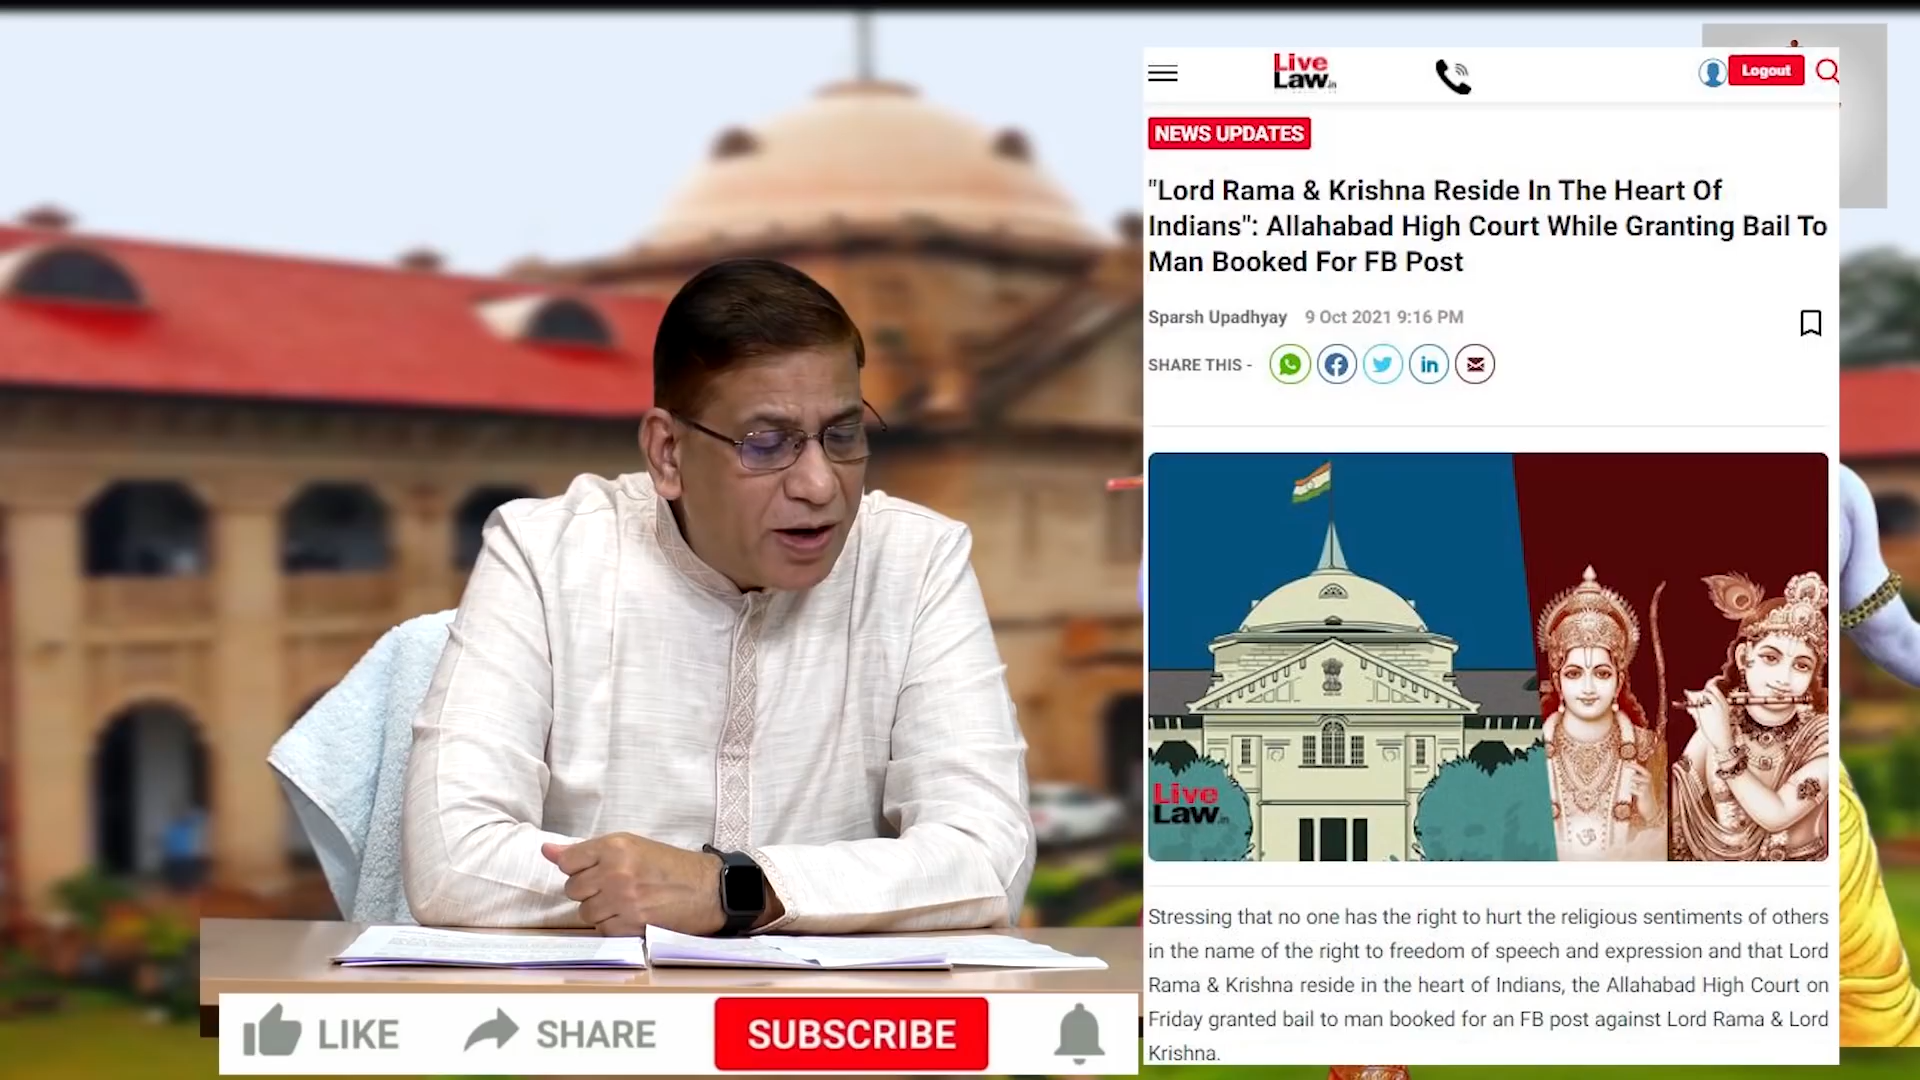 Live
Law.in
Logout
NEWS UPDATES
"Lord Rama & Krishna Reside In The Heart Of
Indians": Allahabad High Court While Granting Bail To
Man Booked For FB Post
Sparsh Upadhyay 9 Oct 2021 9:16 PM
SHARE THIS -
in
Live
Law.in
Stressing that no one has the right to hurt the religious sentiments of others
in the name of the right to freedom of speech and expression and that Lord
Rama & Krishna reside in the heart of Indians, the Allahabad High Court on
Friday granted bail to man booked for an FB post against Lord Rama & Lord
Krishna.
LIKE
SHARE
SUBSCRIBE